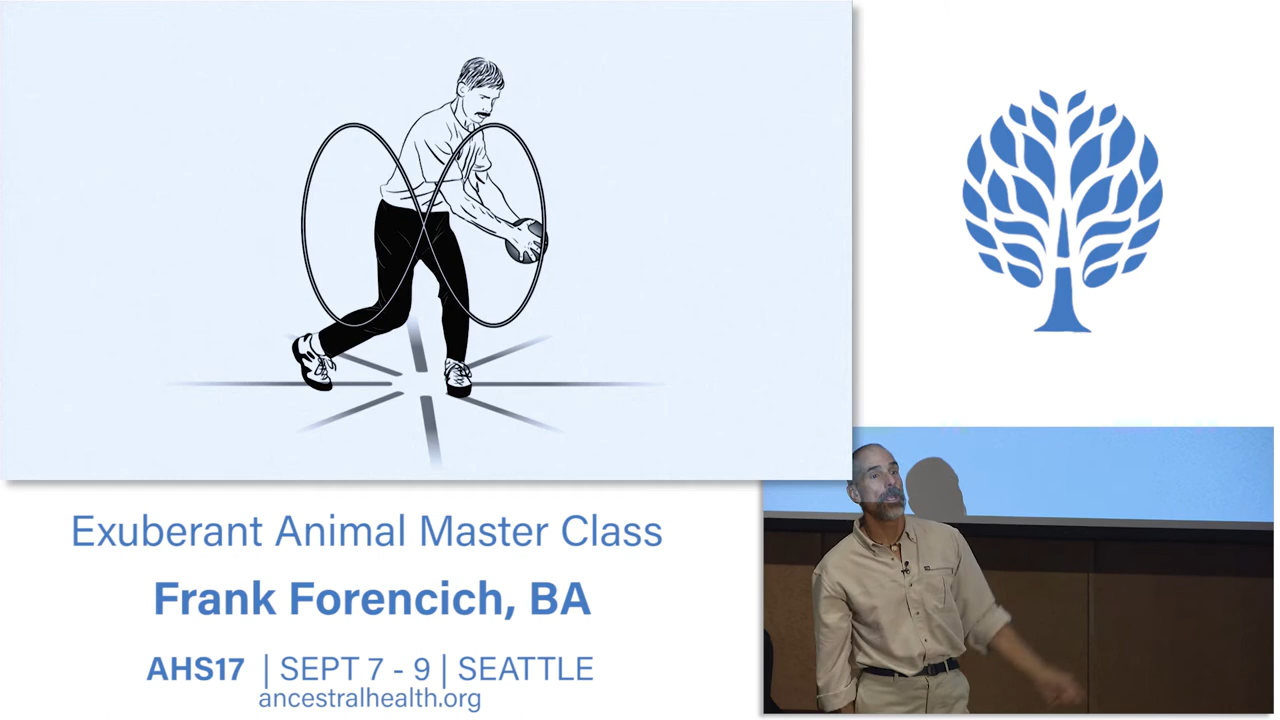 Exuberant Animal Master Class
Frank Forencich, BA
AHS17 | SEPT 7 - 9 | SEATTLE
ancestralhealth.org